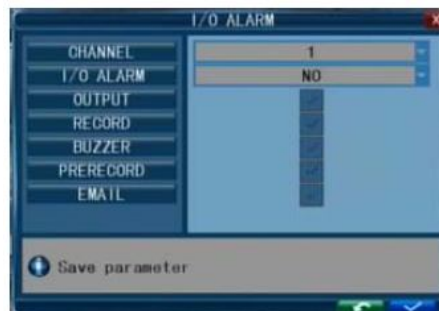 I/O ALARM
CHANNEL
1
I/O ALARM
NO
OUTPUT
RECORD
BUZZER
PRERECORD
EMAIL
Save parameter